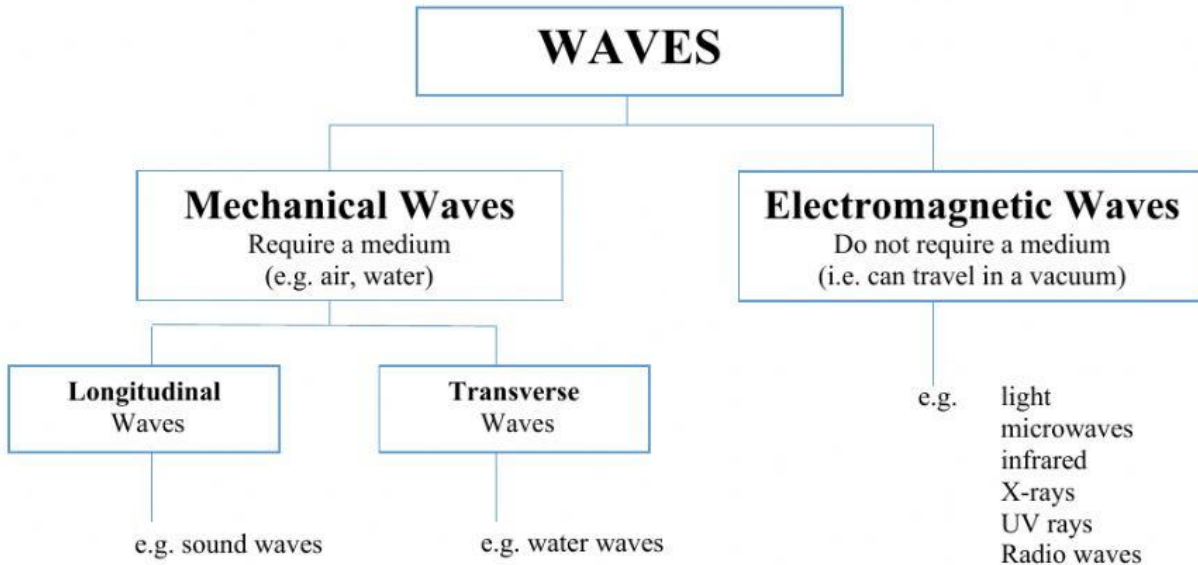 WAVES
Mechanical Waves
Require a medium
(e.g. air, water)
Electromagnetic Waves
Do not require a medium
(i.e. can travel in a vacuum)
Longitudinal
Waves
Transverse
Waves
e.g. sound waves
e.g. water waves
e.g. light
microwaves
infrared
X-rays
UV rays
Radio waves